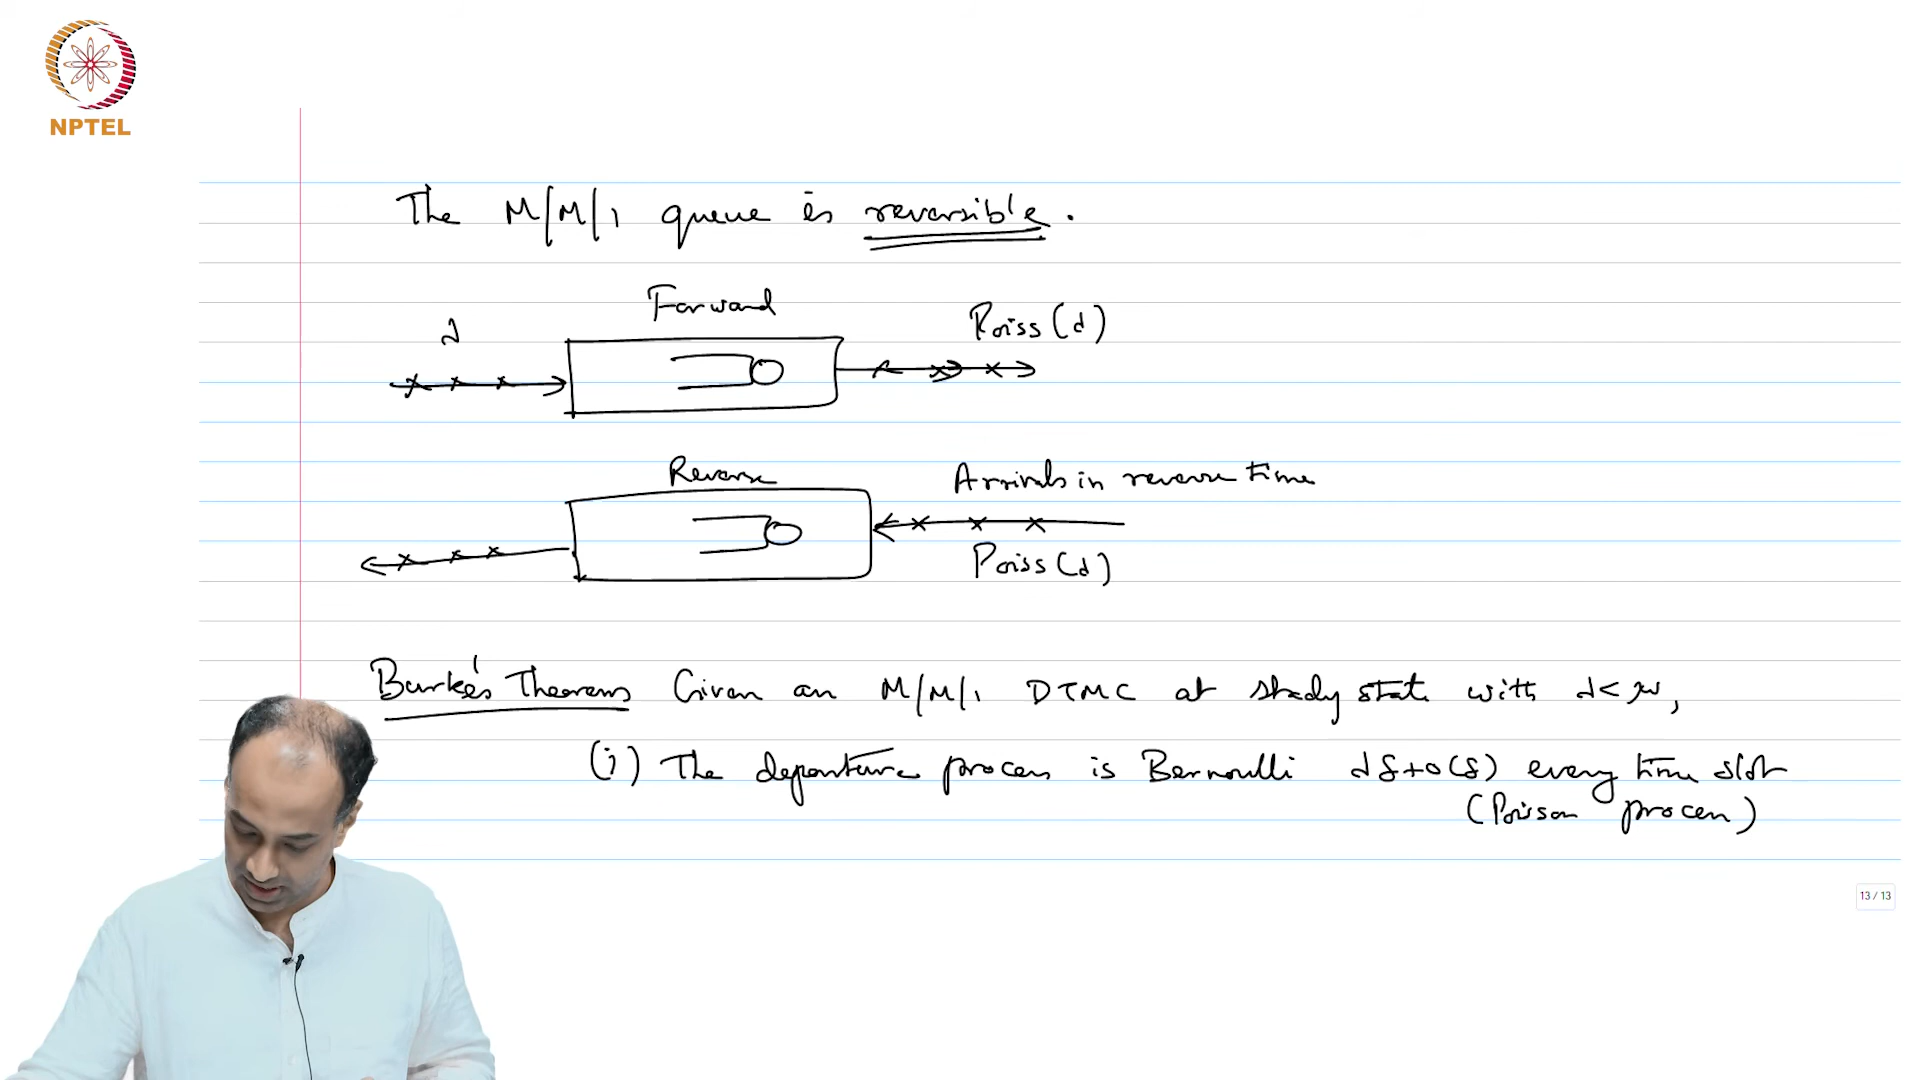 NPTEL
The M/M/1 queue is reversible.
Forward
λ
Poiss(λ)
Reverse
Arrivals in reverse time
Poiss(λ)
Burke's Theorem Given an M/M/1 DTMC at steady state with λ<μ,
(i) The departure process is Bernoulli λδ+o(δ) every time slot
(Poisson process)
13 / 13